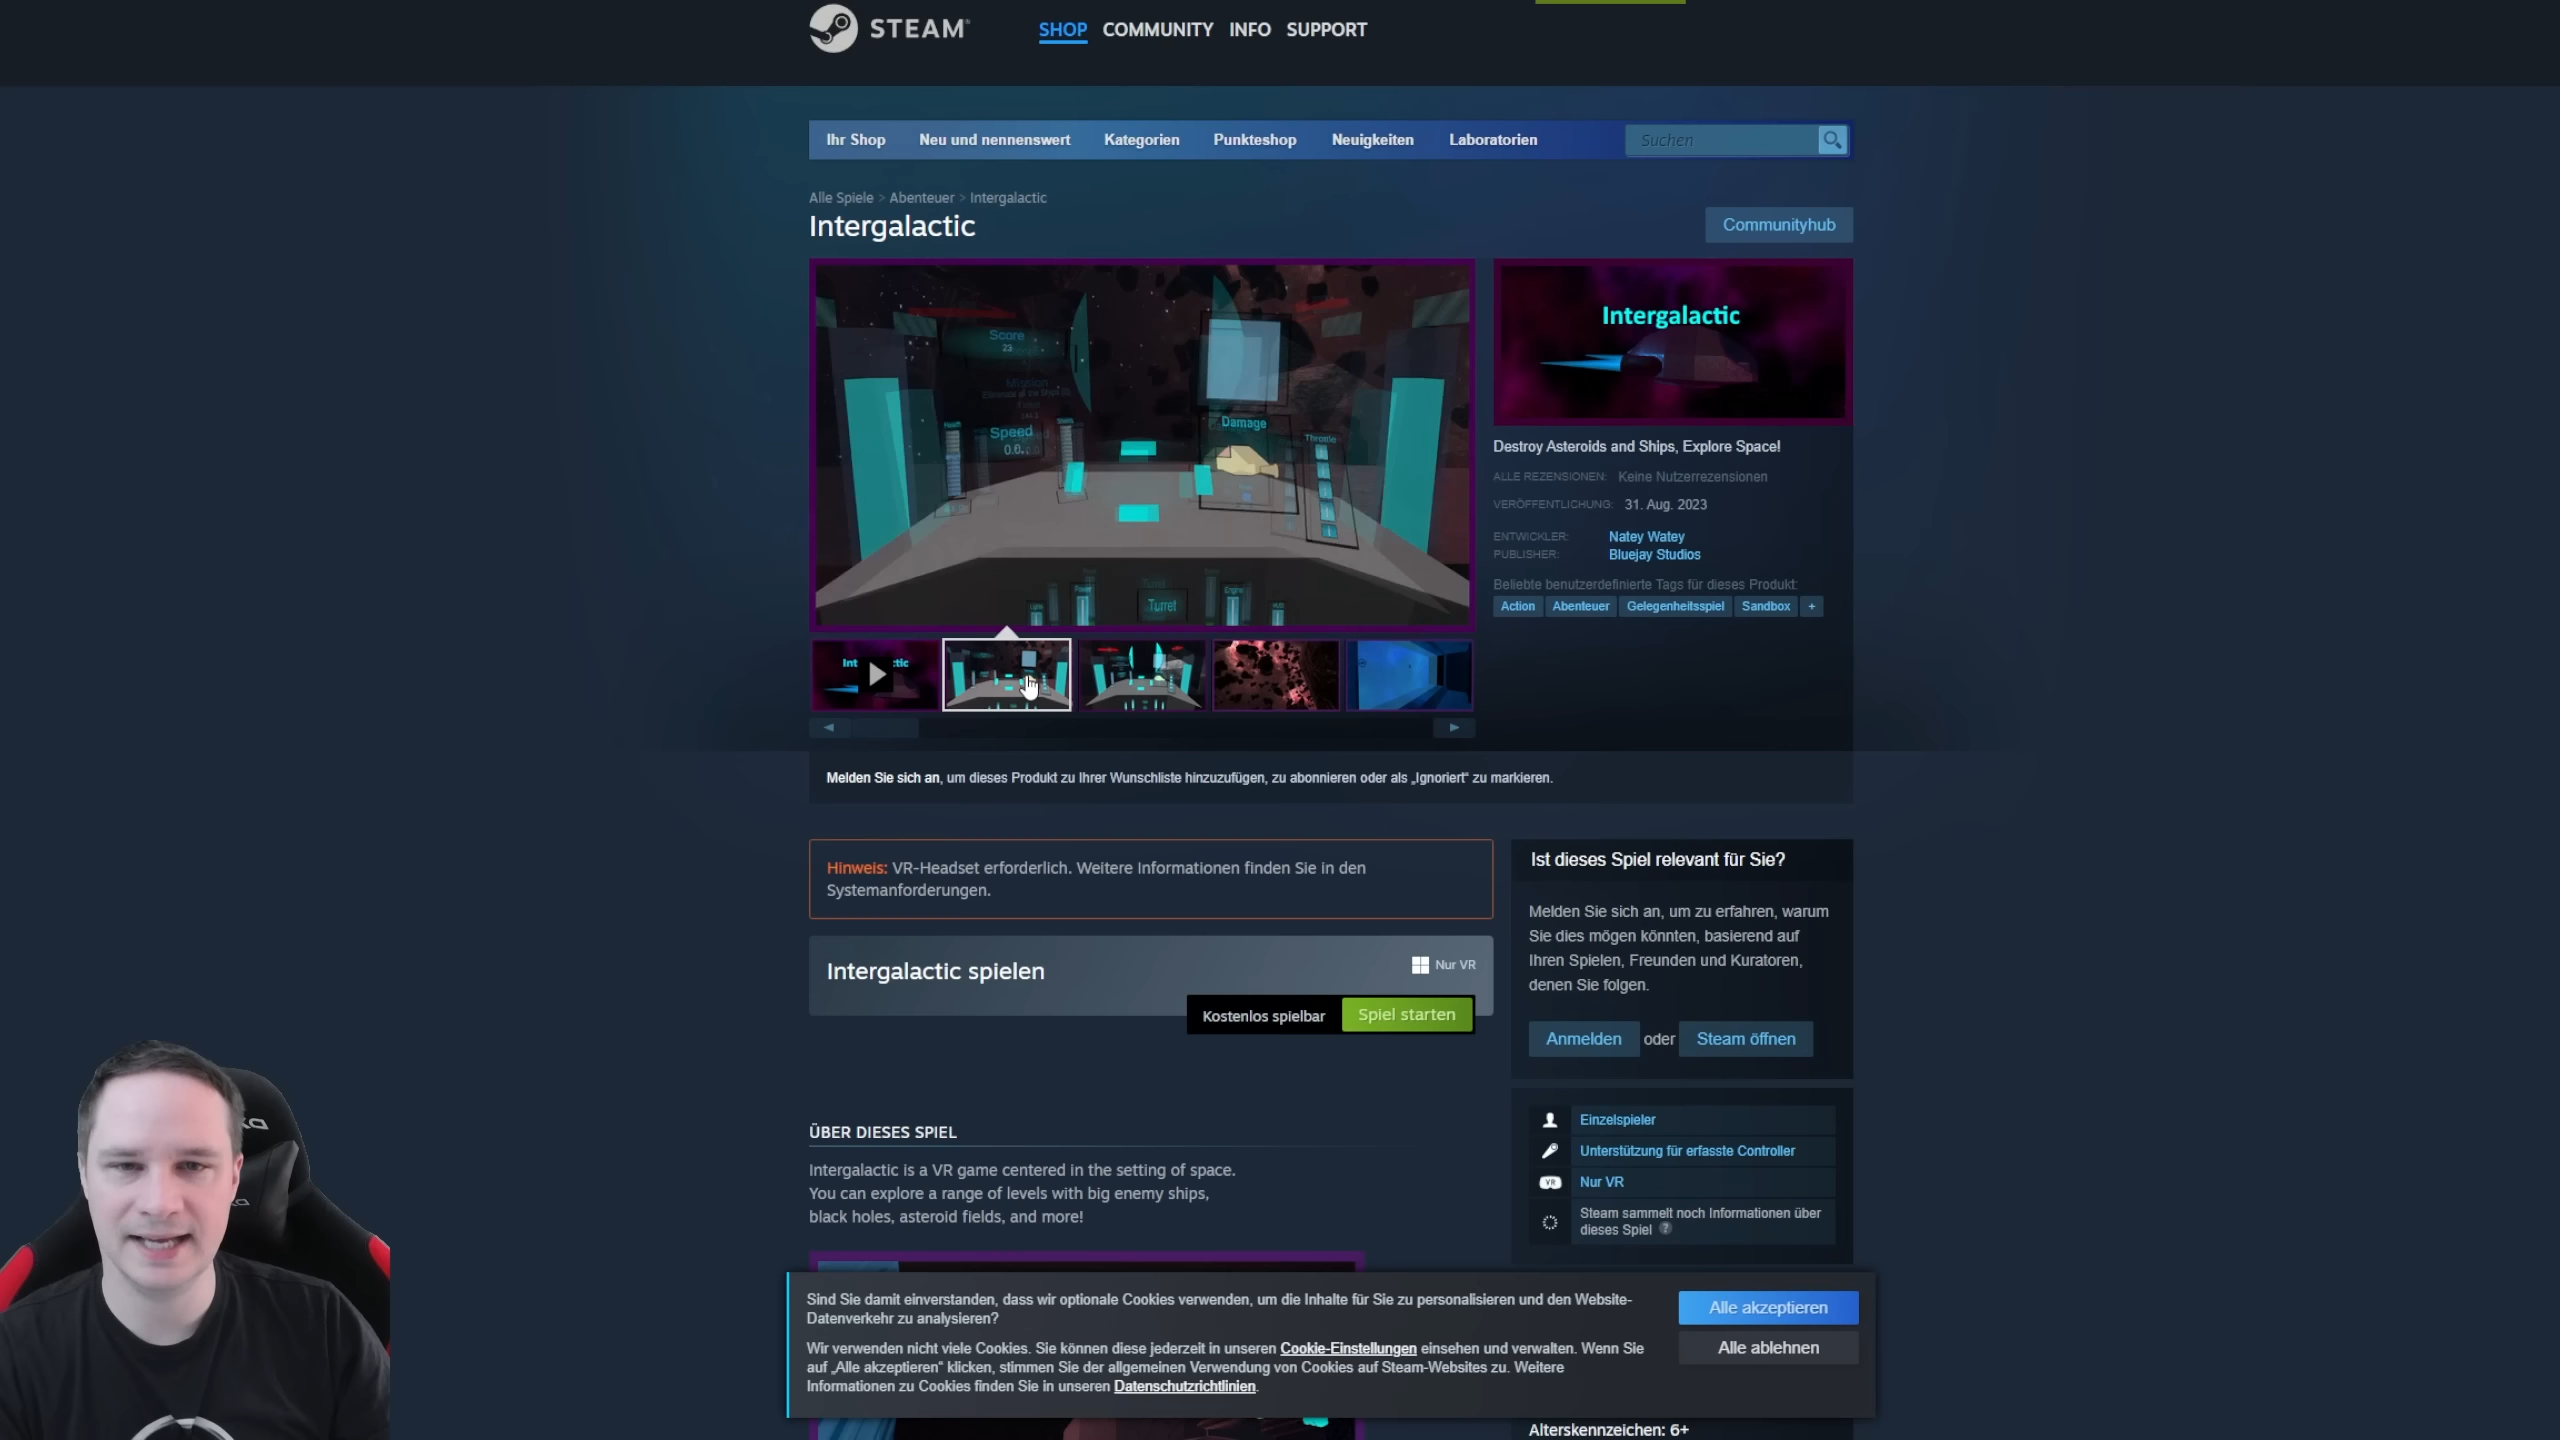 STEAM
SHOP COMMUNITY INFO SUPPORT
Ihr Shop Neu und nennenswert Kategorien Punkteshop Neuigkeiten Laboratorien Suchen
Alle Spiele > Abenteuer > Intergalactic
Intergalactic
Communityhub
Score
23
Mission
Speed
0.0
Damage
Throttle
Power
Turret
Engine
Intergalactic
Destroy Asteroids and Ships, Explore Space!
ALLE REZENSIONEN: Keine Nutzerrezensionen
VERÖFFENTLICHUNG: 31. Aug. 2023
ENTWICKLER: Natey Watey
PUBLISHER: Bluejay Studios
Beliebte benutzerdefinierte Tags für dieses Produkt:
Action Abenteuer Gelegenheitsspiel Sandbox +
Melden Sie sich an, um dieses Produkt zu Ihrer Wunschliste hinzuzufügen, zu abonnieren oder als „Ignoriert“ zu markieren.
Hinweis: VR-Headset erforderlich. Weitere Informationen finden Sie in den
Systemanforderungen.
Intergalactic spielen
Nur VR
Kostenlos spielbar Spiel starten
Ist dieses Spiel relevant für Sie?
Melden Sie sich an, um zu erfahren, warum
Sie dies mögen könnten, basierend auf
Ihren Spielen, Freunden und Kuratoren,
denen Sie folgen.
Anmelden oder Steam öffnen
ÜBER DIESES SPIEL
Intergalactic is a VR game centered in the setting of space.
You can explore a range of levels with big enemy ships,
black holes, asteroid fields, and more!
Einzelspieler
Unterstützung für erfasste Controller
VR Nur VR
Steam sammelt noch Informationen über
dieses Spiel ?
Sind Sie damit einverstanden, dass wir optionale Cookies verwenden, um die Inhalte für Sie zu personalisieren und den Website-
Datenverkehr zu analysieren?
Wir verwenden nicht viele Cookies. Sie können diese jederzeit in unseren Cookie-Einstellungen einsehen und verwalten. Wenn Sie
auf „Alle akzeptieren“ klicken, stimmen Sie der allgemeinen Verwendung von Cookies auf Steam-Websites zu. Weitere
Informationen zu Cookies finden Sie in unseren Datenschutzrichtlinien.
Alle akzeptieren
Alle ablehnen
Alterskennzeichen: 6+